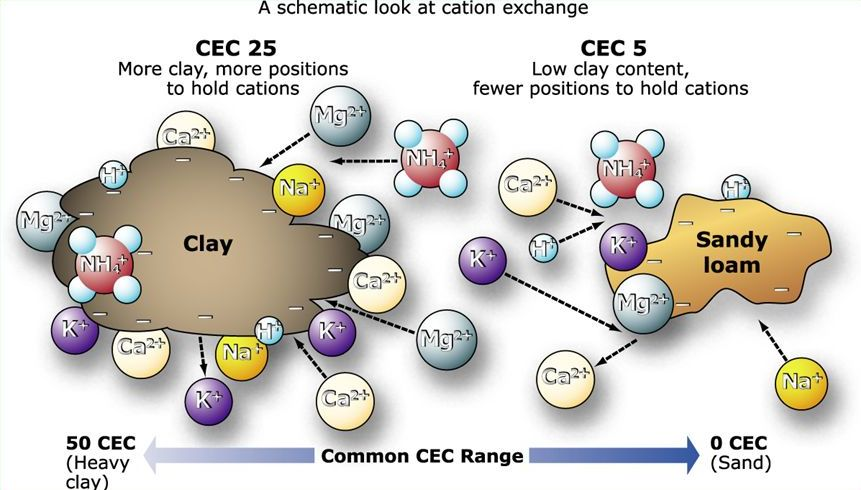 A schematic look at cation exchange
CEC 25
More clay, more positions
to hold cations
CEC 5
Low clay content,
fewer positions to hold cations
Ca²⁺
Mg²⁺
NH₄⁺
H⁺
Na⁺
Mg²⁺
Mg²⁺
Clay
NH₄⁺
Ca²⁺
K⁺
Ca²⁺
Na⁺
H⁺
K⁺
Mg²⁺
K⁺
Ca²⁺
NH₄⁺
Ca²⁺
H⁺
H⁺
K⁺
K⁺
Sandy
loam
Mg²⁺
Ca²⁺
Na⁺
50 CEC
(Heavy
clay)
Common CEC Range
0 CEC
(Sand)